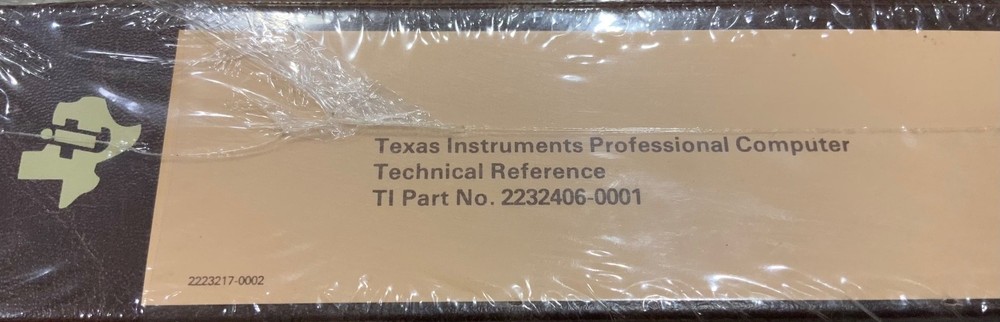 Texas Instruments Professional Computer
Technical Reference
TI Part No. 2232406-0001
2223217-0002